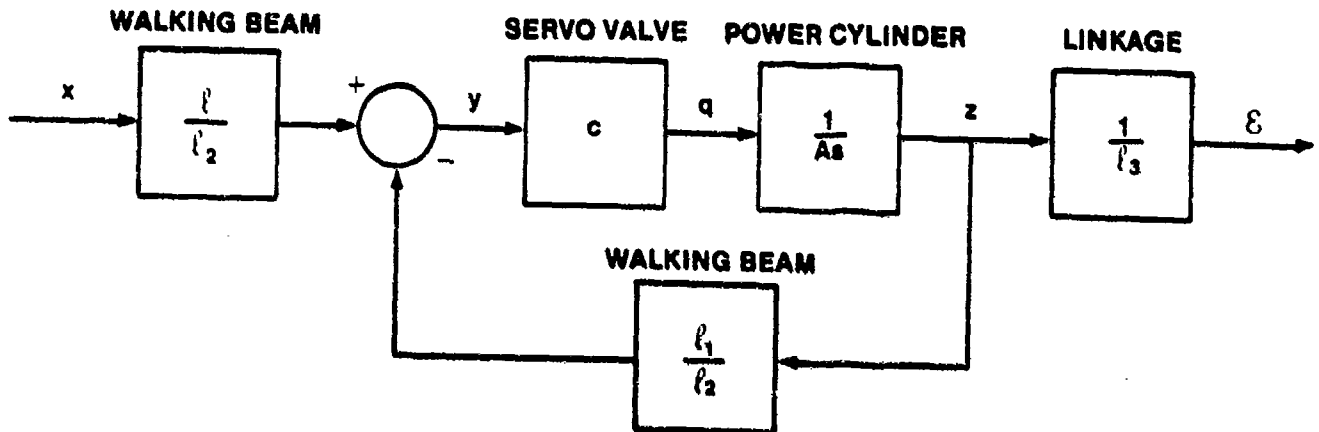 WALKING BEAM
SERVO VALVE
POWER CYLINDER
LINKAGE
x
ℓ
ℓ2
+
−
y
c
q
1
As
z
1
ℓ3
ε
WALKING BEAM
ℓ1
ℓ2